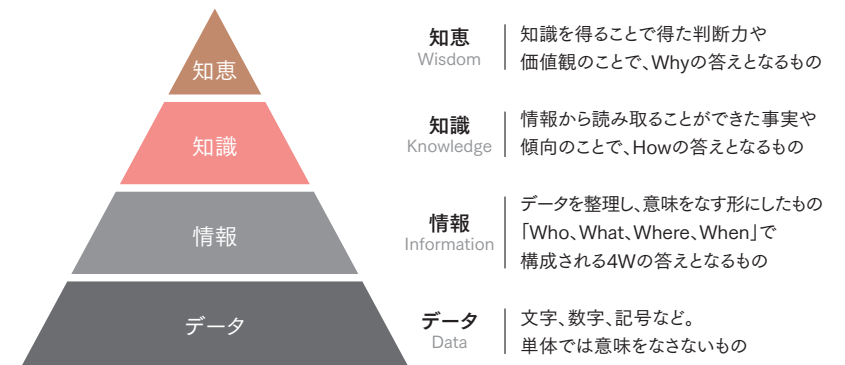 知恵
知恵
Wisdom
知識を得ることで得た判断力や
価値観のことで、Whyの答えとなるもの
知識
知識
Knowledge
情報から読み取ることができた事実や
傾向のことで、Howの答えとなるもの
情報
情報
Information
データを整理し、意味をなす形にしたもの
「Who、What、Where、When」で
構成される4Wの答えとなるもの
データ
データ
Data
文字、数字、記号など。
単体では意味をなさないもの